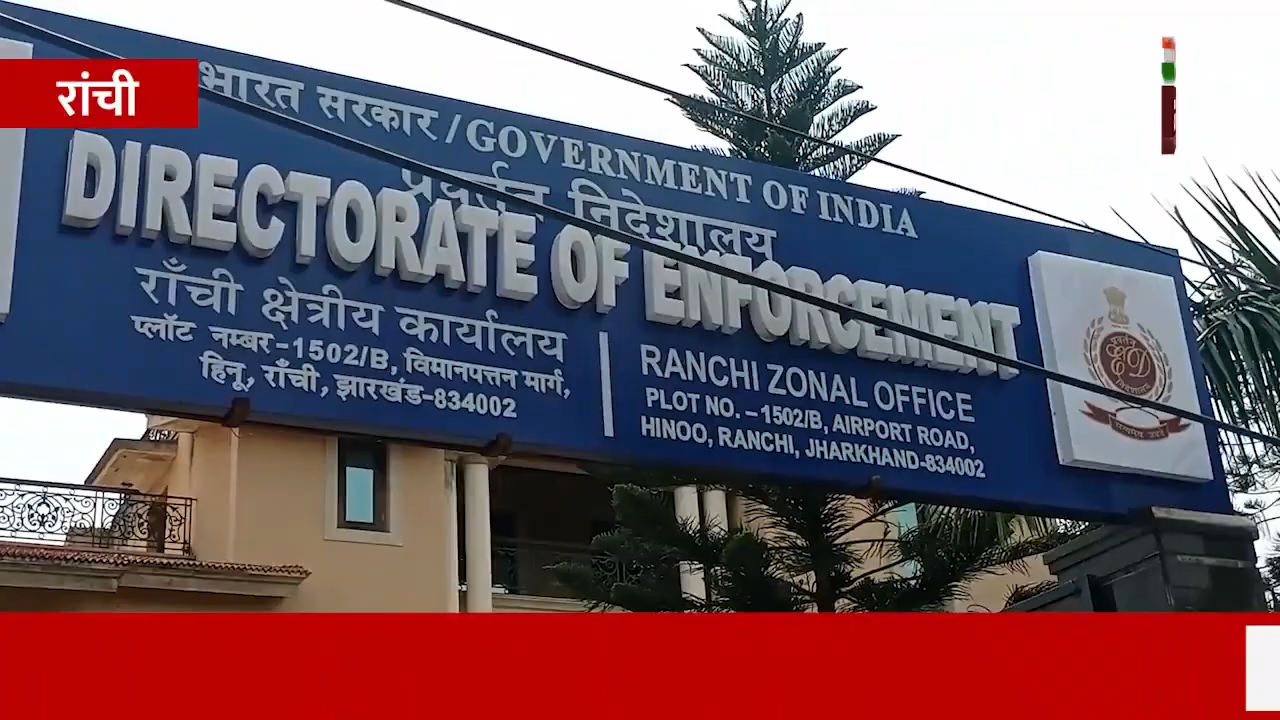 रांची
भारत सरकार / GOVERNMENT OF INDIA
प्रवर्तन निदेशालय
DIRECTORATE OF ENFORCEMENT
राँची क्षेत्रीय कार्यालय
प्लॉट नम्बर-1502/B, विमानपत्तन मार्ग,
हिनू, राँची, झारखंड-834002
RANCHI ZONAL OFFICE
PLOT NO. – 1502/B, AIRPORT ROAD,
HINOO, RANCHI, JHARKHAND-834002
ED